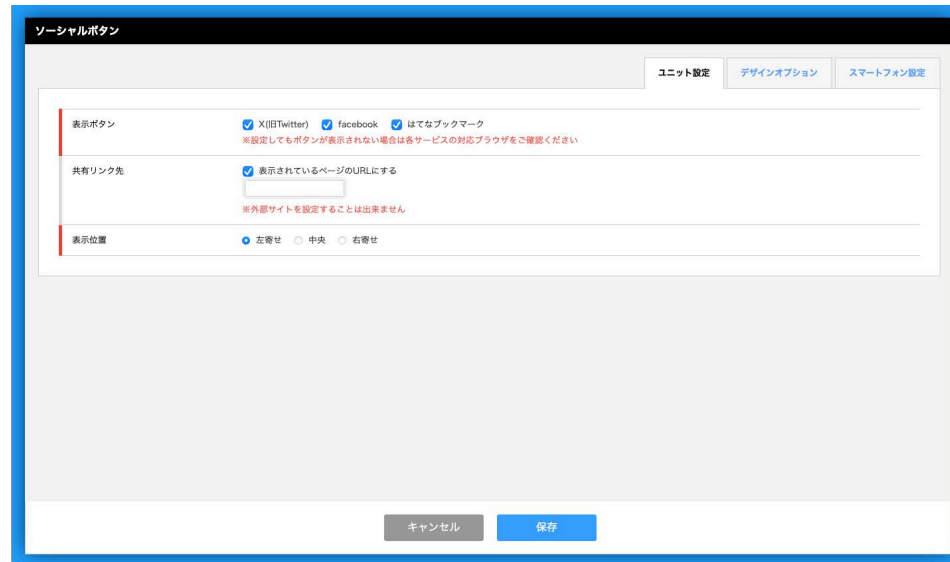 ソーシャルボタン
ユニット設定 デザインオプション スマートフォン設定
表示ボタン X(旧Twitter) facebook はてなブックマーク
※設定してもボタンが表示されない場合は各サービスの対応ブラウザをご確認ください
共有リンク先 表示されているページのURLにする
※外部サイトを設定することは出来ません
表示位置 左寄せ 中央 右寄せ
キャンセル 保存